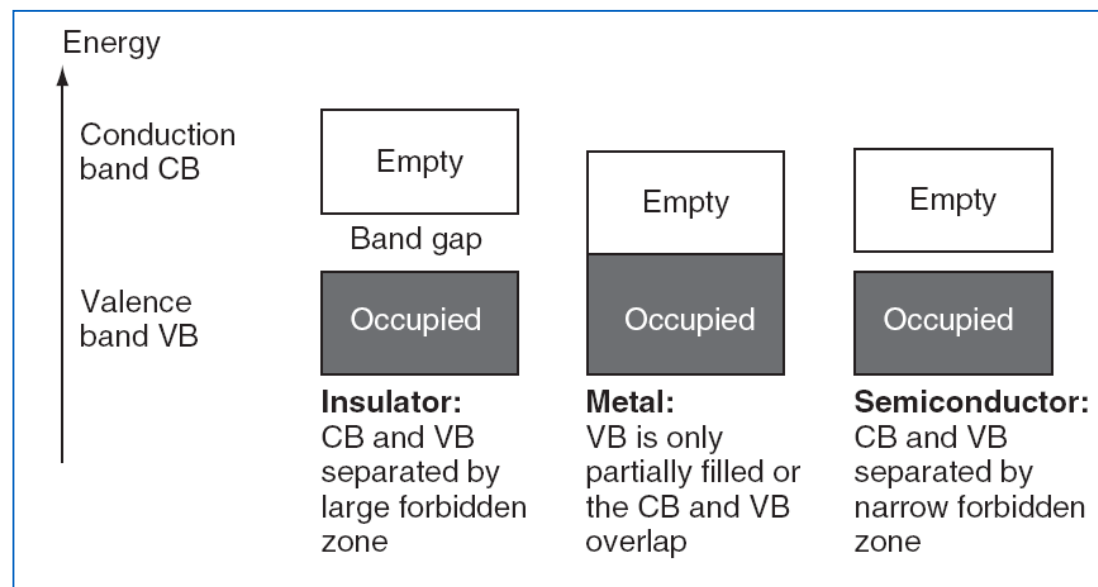 Energy
Conduction
band CB
Empty
Empty
Empty
Band gap
Valence
band VB
Occupied
Occupied
Occupied
Insulator:
CB and VB
separated by
large forbidden
zone
Metal:
VB is only
partially filled or
the CB and VB
overlap
Semiconductor:
CB and VB
separated by
narrow forbidden
zone